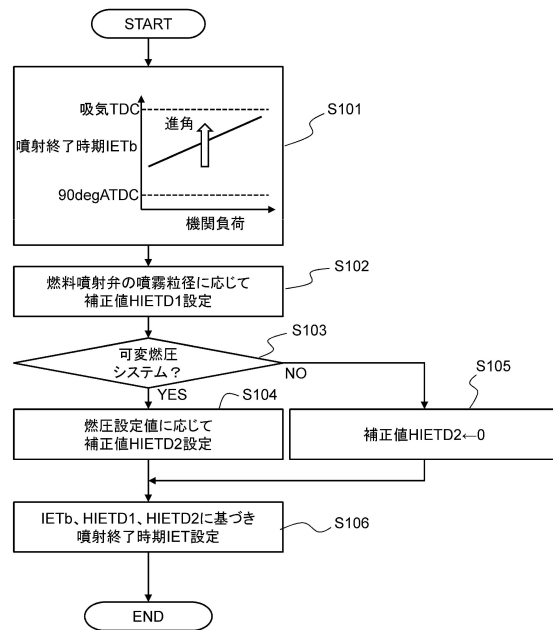 START
吸気TDC
進角
噴射終了時期IETb
90degATDC
機関負荷
S101
燃料噴射弁の噴霧粒径に応じて
補正値HIETD1設定
S102
可変燃圧
システム？
S103
NO
YES
燃圧設定値に応じて
補正値HIETD2設定
S104
補正値HIETD2←0
S105
IETb、HIETD1、HIETD2に基づき
噴射終了時期IET設定
S106
END